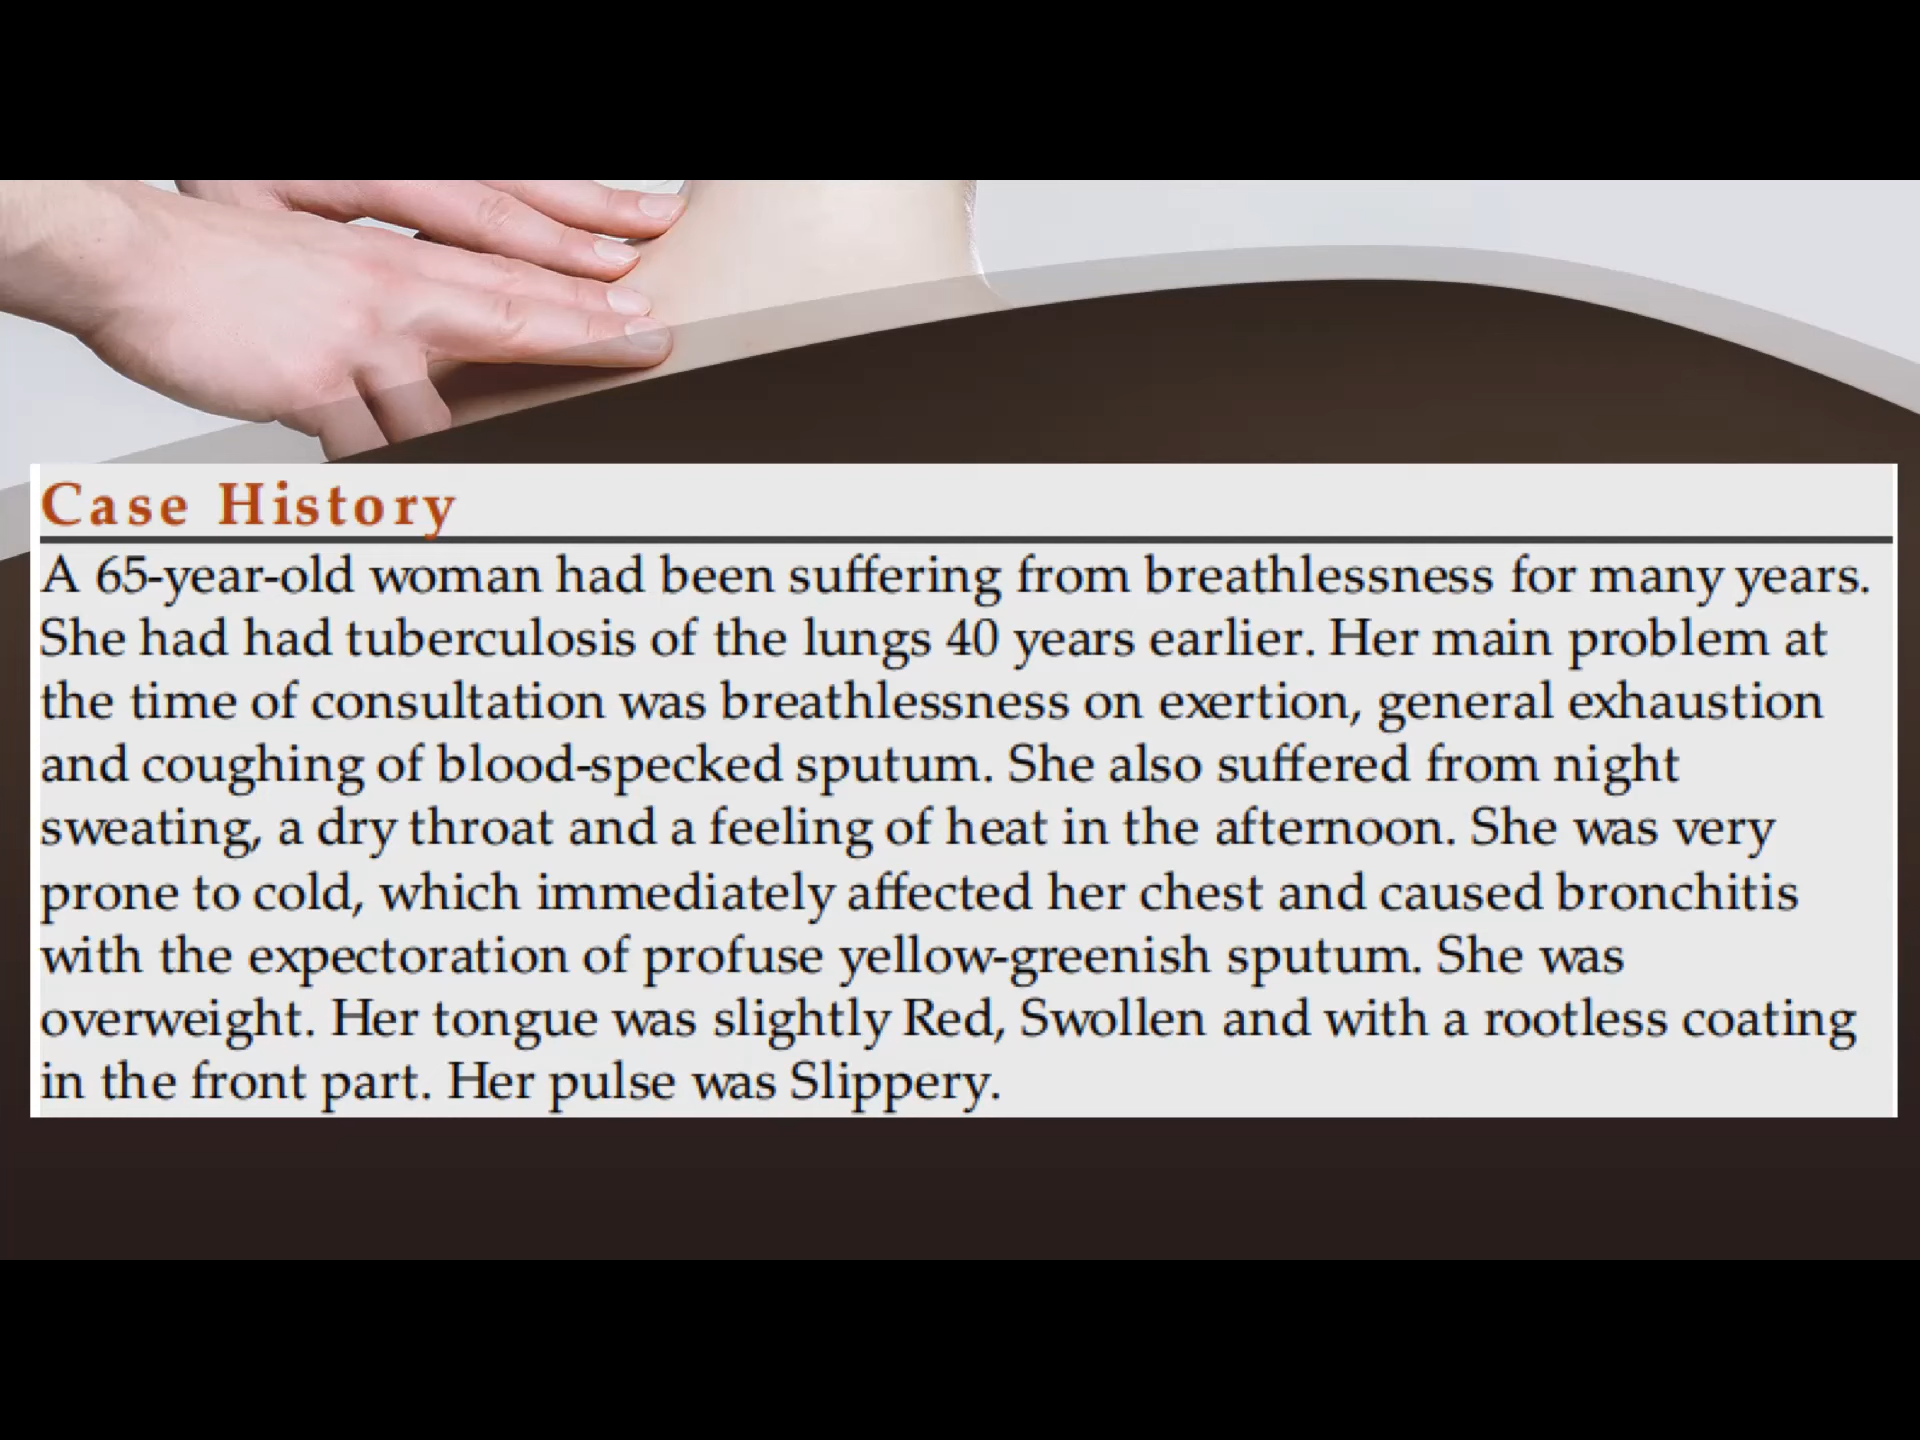 Case History
A 65-year-old woman had been suffering from breathlessness for many years.
She had had tuberculosis of the lungs 40 years earlier. Her main problem at
the time of consultation was breathlessness on exertion, general exhaustion
and coughing of blood-specked sputum. She also suffered from night
sweating, a dry throat and a feeling of heat in the afternoon. She was very
prone to cold, which immediately affected her chest and caused bronchitis
with the expectoration of profuse yellow-greenish sputum. She was
overweight. Her tongue was slightly Red, Swollen and with a rootless coating
in the front part. Her pulse was Slippery.